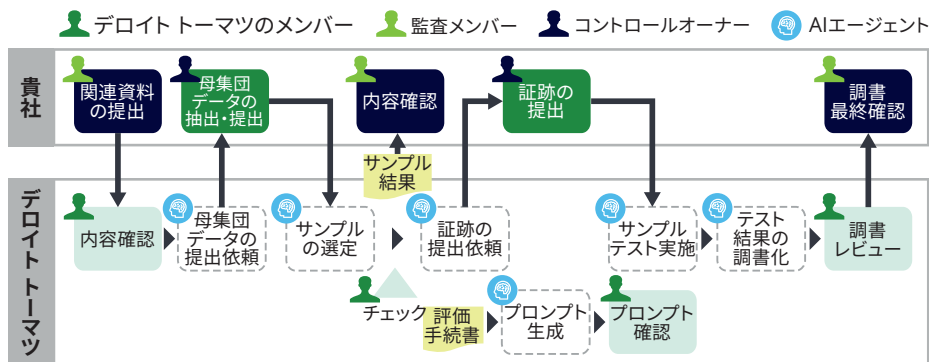 デロイト トーマツのメンバー
監査メンバー
コントロールオーナー
AIエージェント
貴社
関連資料
の提出
母集団
データの
抽出・提出
内容確認
証跡の
提出
調書
最終確認
サンプル
結果
デロイト トーマツ
内容確認
母集団
データの
提出依頼
サンプル
の選定
証跡の
提出依頼
サンプル
テスト実施
テスト
結果の
調書化
調書
レビュー
チェック
評価
手続書
プロンプト
生成
プロンプト
確認